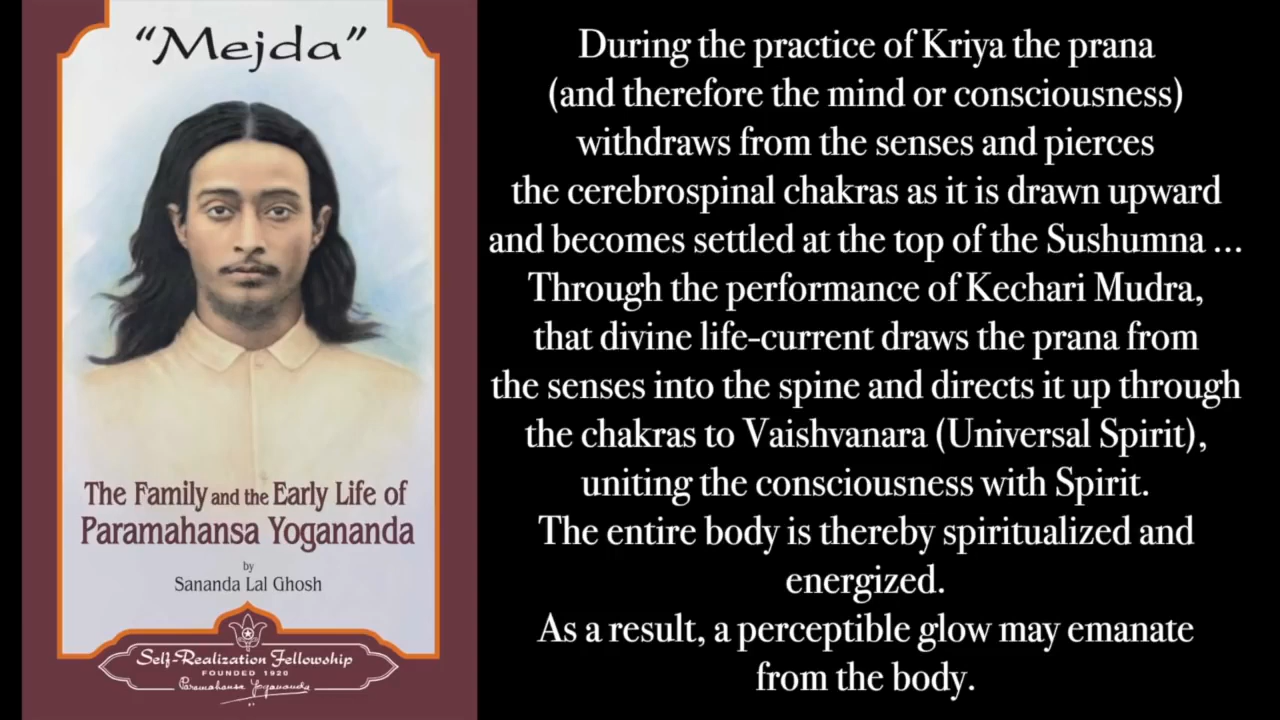 “Mejda”
The Family and the Early Life of
Paramahansa Yogananda
by
Sananda Lal Ghosh
Self-Realization Fellowship
FOUNDED 1920
Paramahansa Yogananda
During the practice of Kriya the prana
(and therefore the mind or consciousness)
withdraws from the senses and pierces
the cerebrospinal chakras as it is drawn upward
and becomes settled at the top of the Sushumna ...
Through the performance of Kechari Mudra,
that divine life-current draws the prana from
the senses into the spine and directs it up through
the chakras to Vaishvanara (Universal Spirit),
uniting the consciousness with Spirit.
The entire body is thereby spiritualized and
energized.
As a result, a perceptible glow may emanate
from the body.